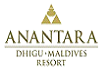 ANANTARA
DHIGU • MALDIVES
RESORT